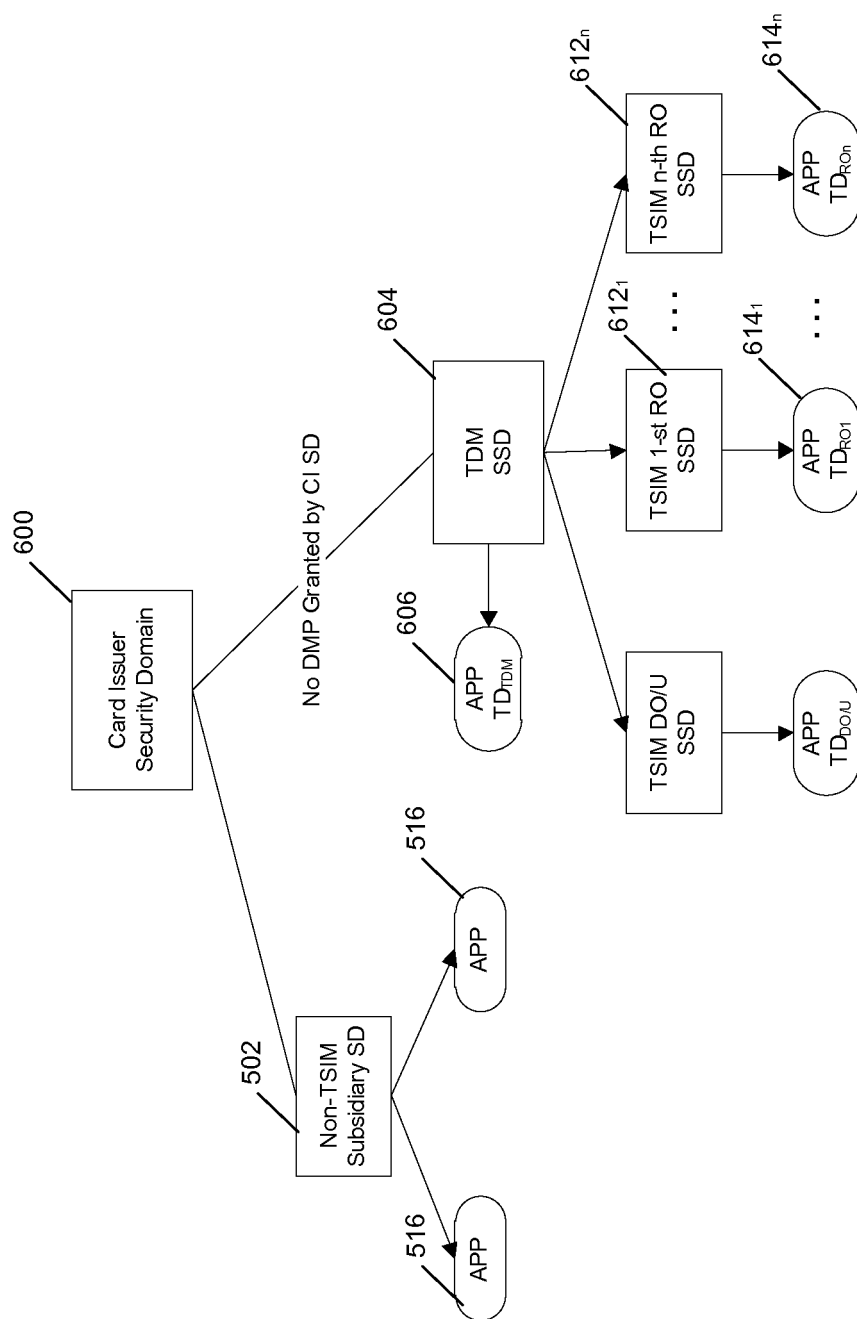 600
Card Issuer
Security Domain
No DMP Granted by CI SD
502
Non-TSIM
Subsidiary SD
516
APP
516
APP
604
TDM
SSD
606
APP
TD_TDM
TSIM DO/U
SSD
APP
TD_DO/U
612₁
TSIM 1-st RO
SSD
614₁
APP
TD_RO1
. . .
. . .
612ₙ
TSIM n-th RO
SSD
614ₙ
APP
TD_ROn